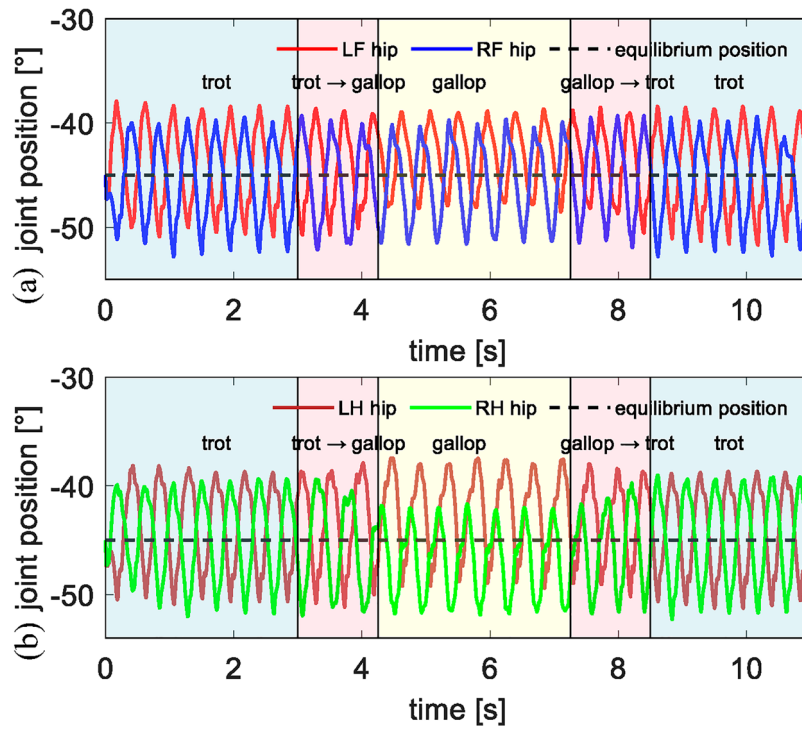 -30
LF hip RF hip equilibrium position
trot trot → gallop gallop gallop → trot trot
-40
-50
(a) joint position [°]
0 2 4 6 8 10
time [s]
-30
LH hip RH hip equilibrium position
trot trot → gallop gallop gallop → trot trot
-40
-50
(b) joint position [°]
0 2 4 6 8 10
time [s]